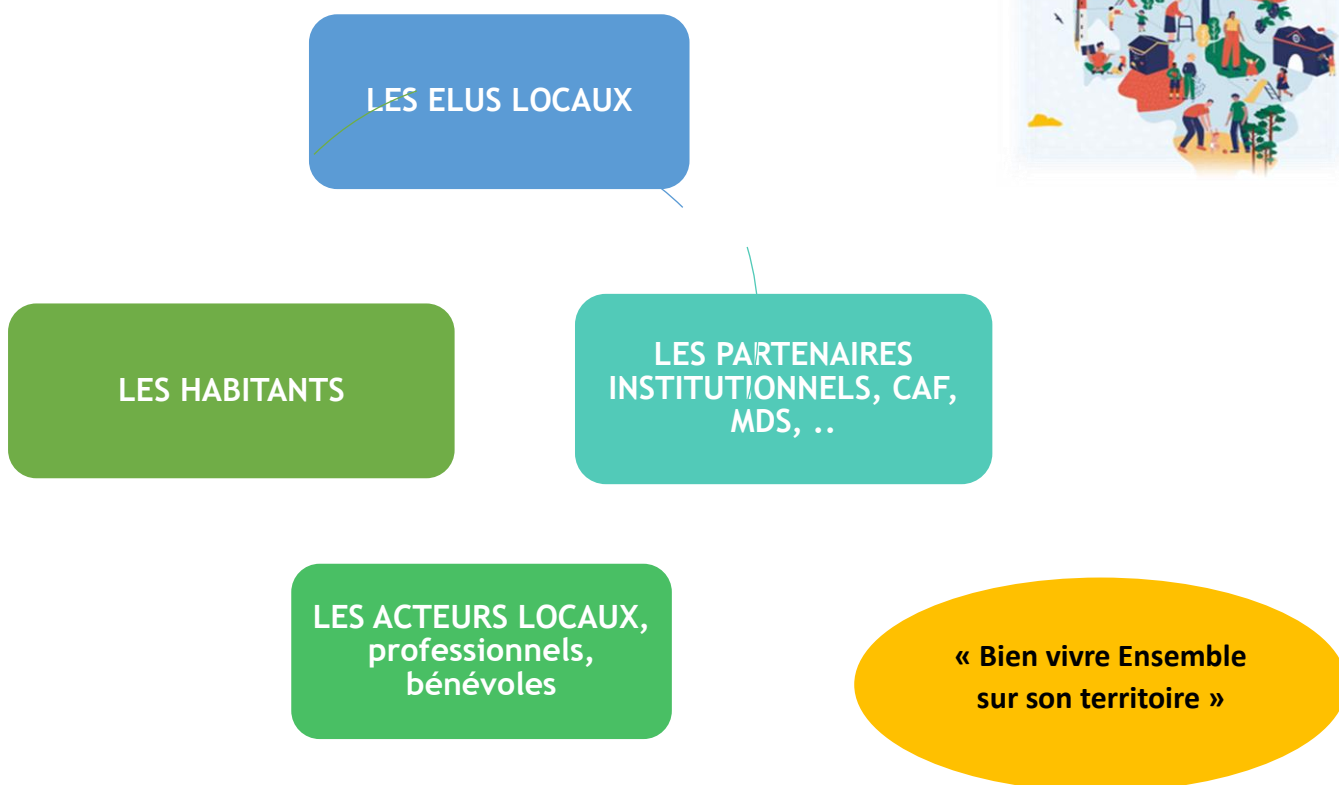 LES ELUS LOCAUX
LES HABITANTS
LES PARTENAIRES
INSTITUTIONNELS, CAF,
MDS, ..
LES ACTEURS LOCAUX,
professionnels,
bénévoles
« Bien vivre Ensemble
sur son territoire »